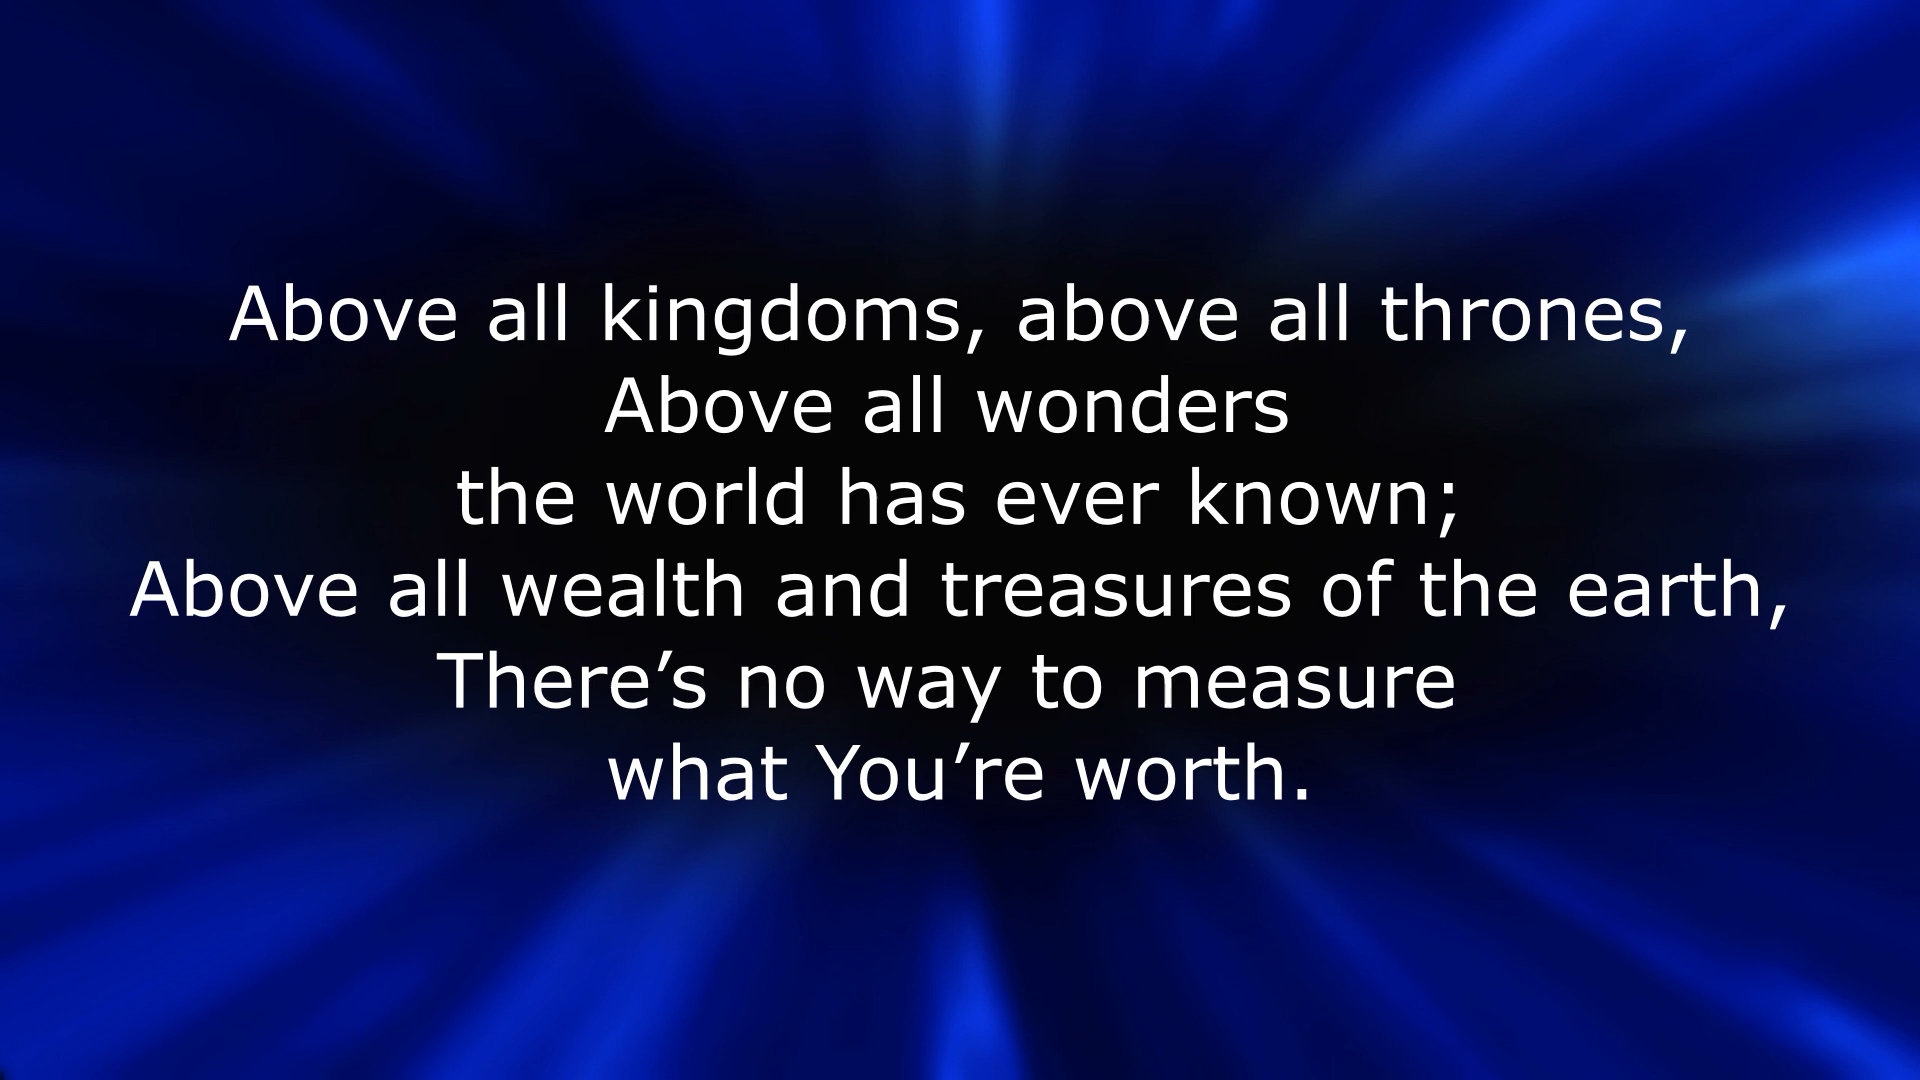 Above all kingdoms, above all thrones,
Above all wonders
the world has ever known;
Above all wealth and treasures of the earth,
There’s no way to measure
what You’re worth.